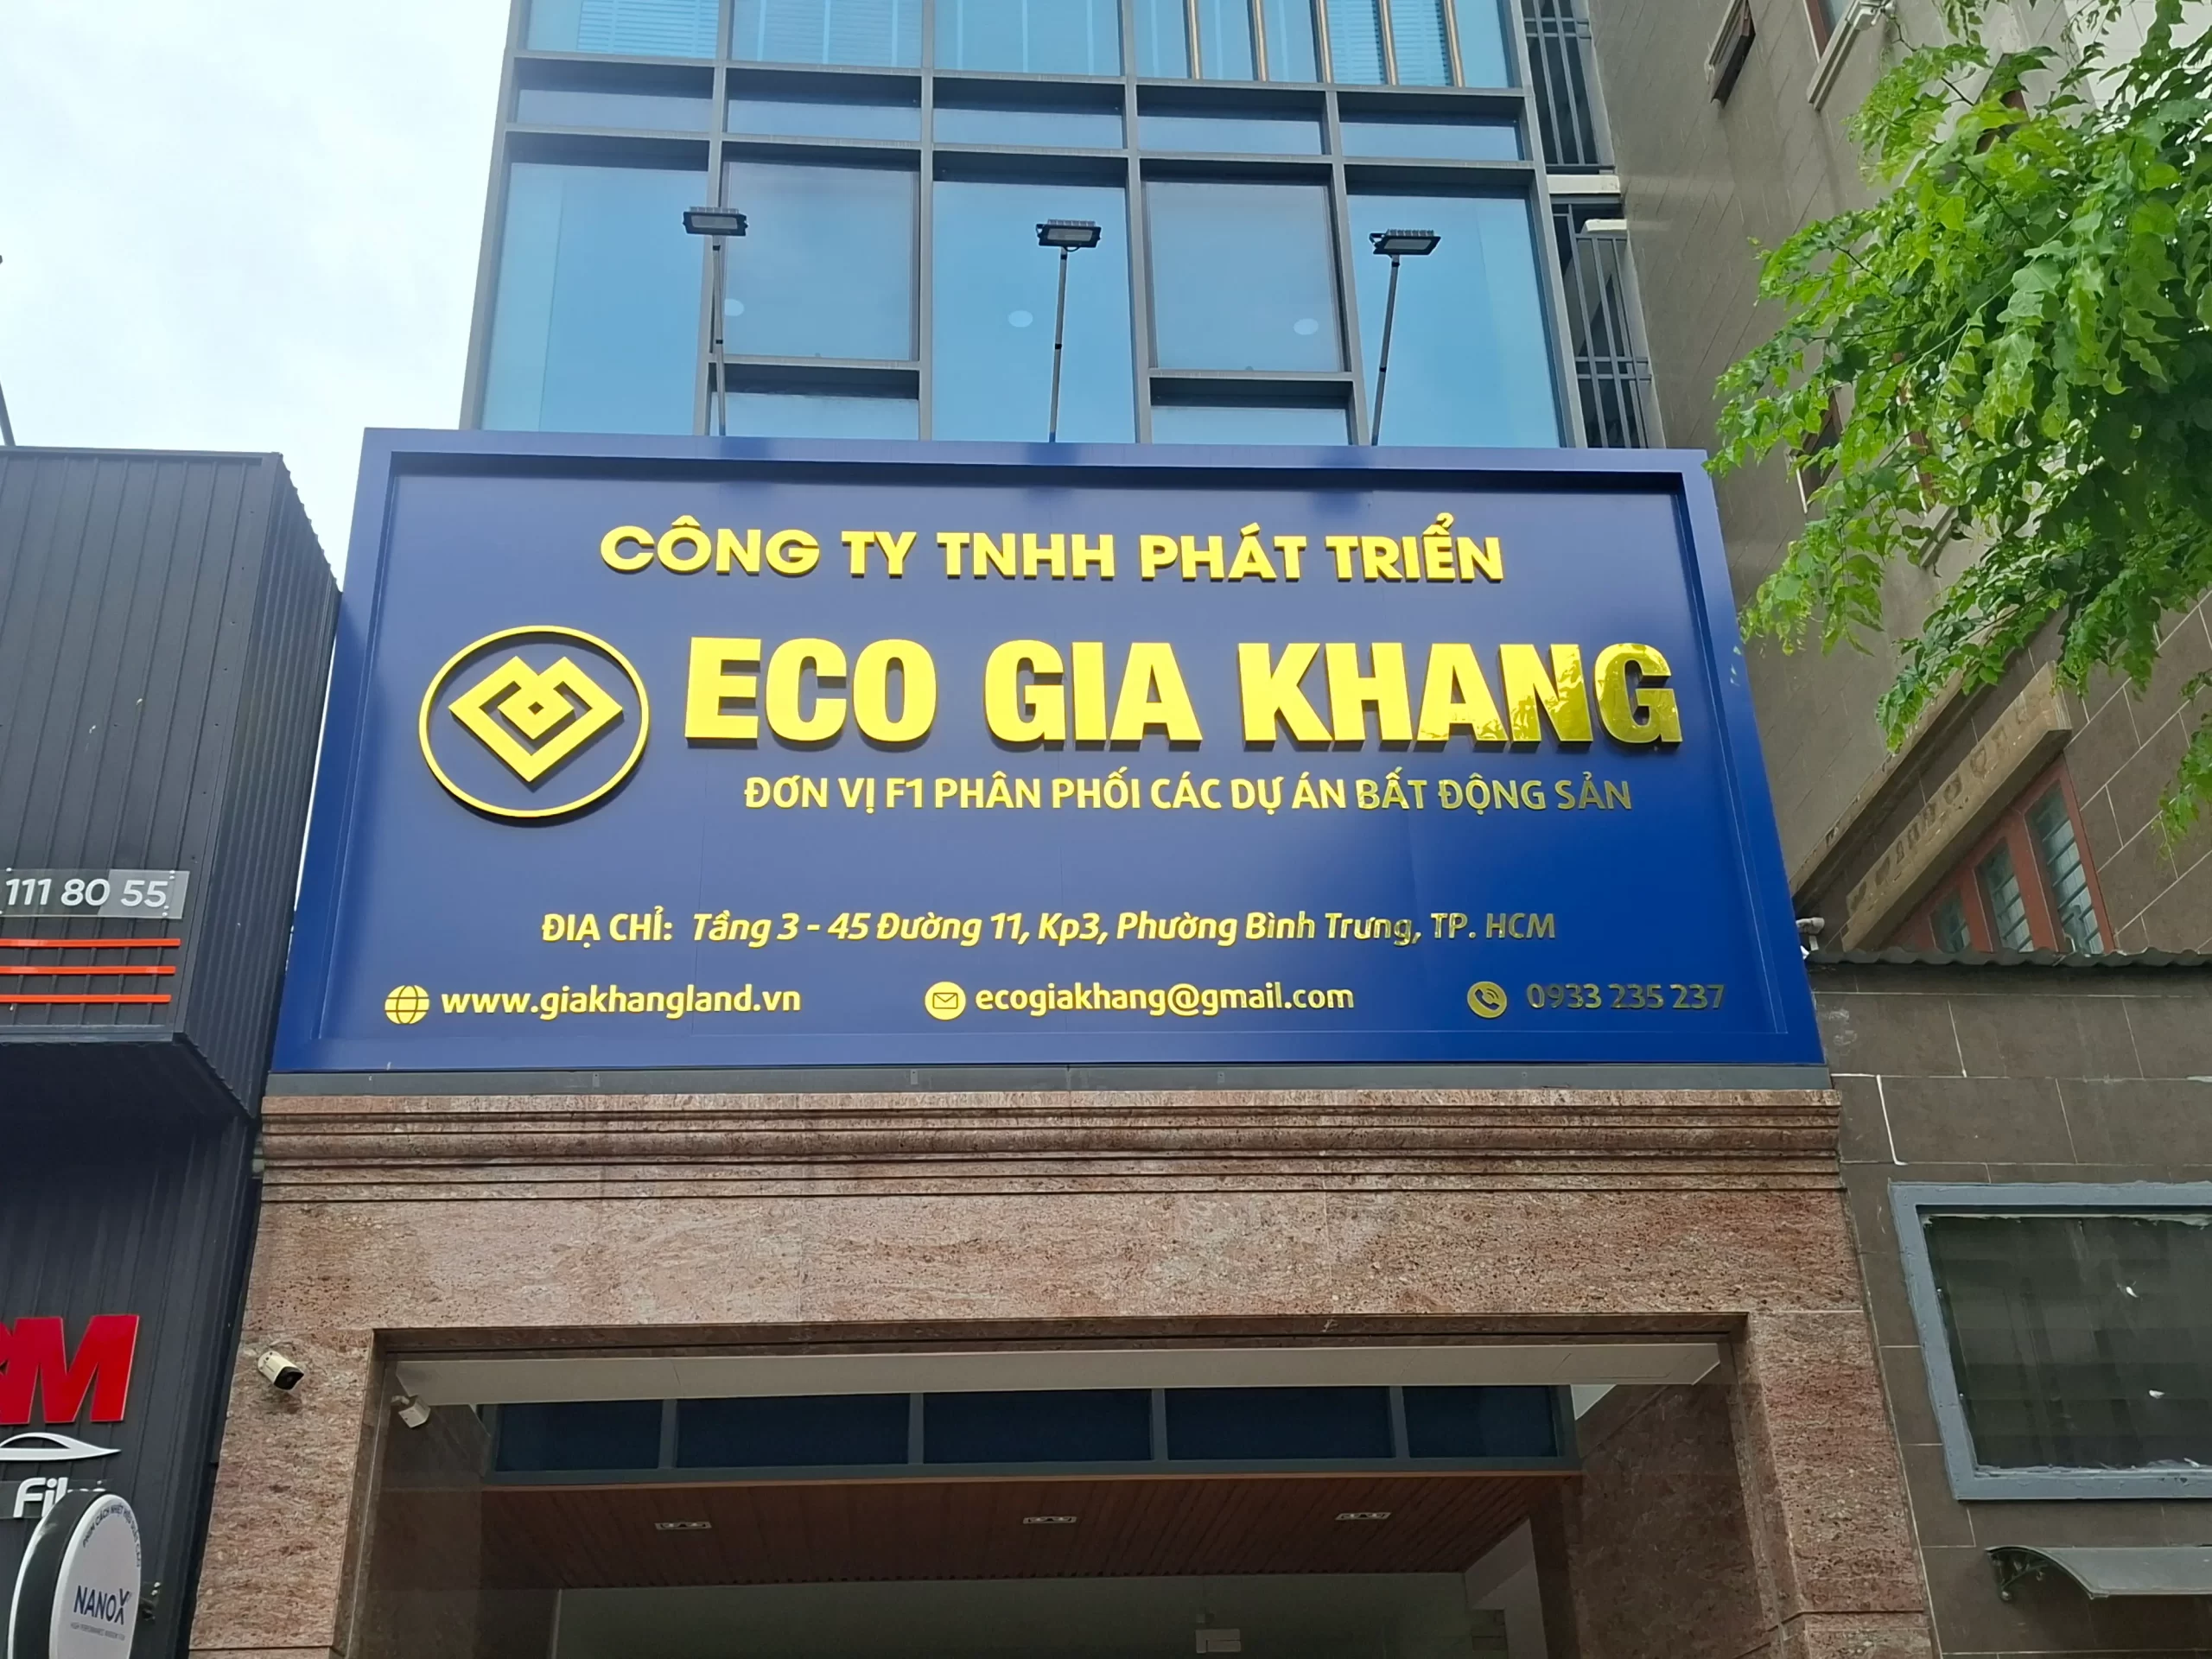 CÔNG TY TNHH PHÁT TRIỂN
ECO GIA KHANG
ĐƠN VỊ F1 PHÂN PHỐI CÁC DỰ ÁN BẤT ĐỘNG SẢN
ĐỊA CHỈ: Tầng 3 - 45 Đường 11, Kp3, Phường Bình Trưng, TP. HCM
www.giakhangland.vn
ecogiakhang@gmail.com
0933 235 237
111 80 55
NANOX